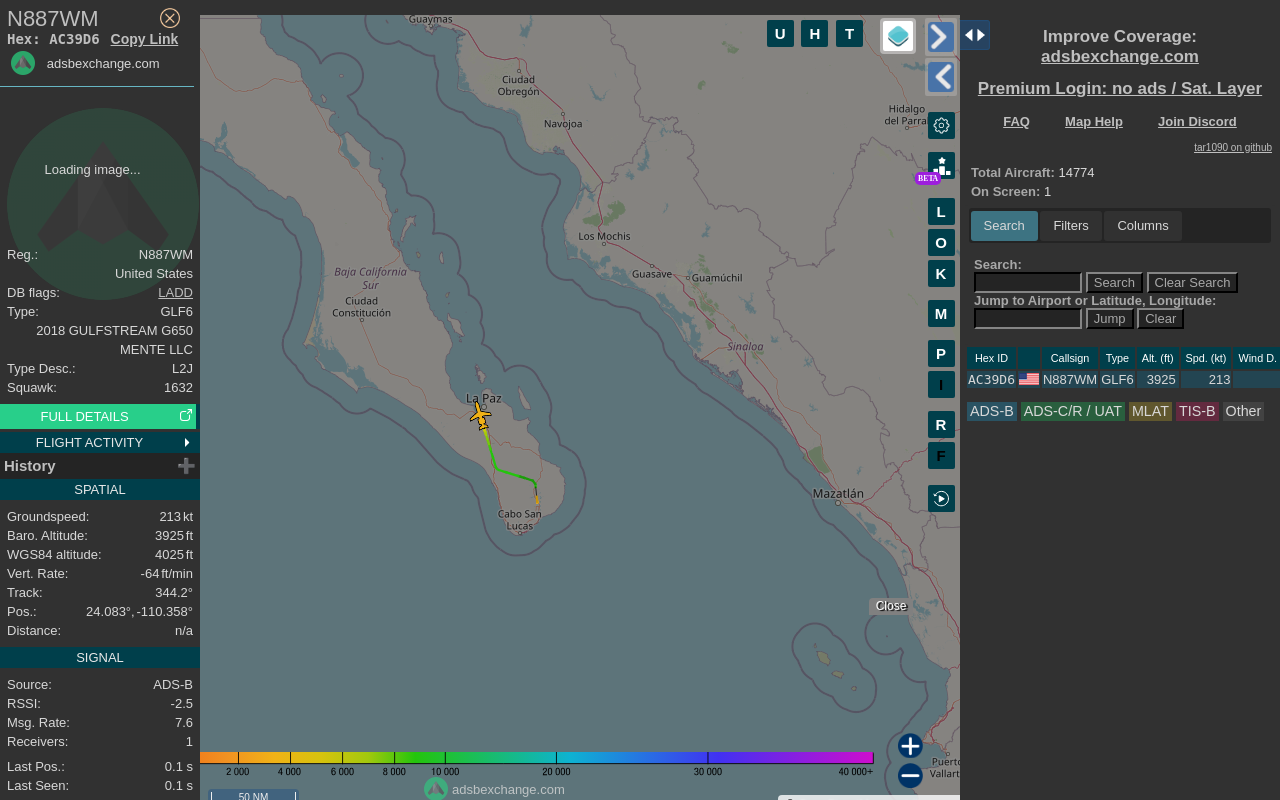 N887WM
Hex: AC39D6 Copy Link
adsbexchange.com
Loading image...
Reg.: N887WM
United States
DB flags: LADD
Type: GLF6
2018 GULFSTREAM G650
MENTE LLC
Type Desc.: L2J
Squawk: 1632
FULL DETAILS
FLIGHT ACTIVITY
History
SPATIAL
Groundspeed: 213 kt
Baro. Altitude: 3925 ft
WGS84 altitude: 4025 ft
Vert. Rate: -64 ft/min
Track: 344.2°
Pos.: 24.083°, -110.358°
Distance: n/a
SIGNAL
Source: ADS-B
RSSI: -2.5
Msg. Rate: 7.6
Receivers: 1
Last Pos.: 0.1 s
Last Seen: 0.1 s
Guaymas
Ciudad
Obregón
Navojoa
Hidalgo
del Parra
Los Mochis
Guasave
Guamúchil
Baja California
Sur
Ciudad
Constitución
Sinaloa
La Paz
Mazatlán
Cabo San
Lucas
Puerto
Vallart
U H T
BETA
L
O
K
M
P
I
R
F
Close
2 000 4 000 6 000 8 000 10 000 20 000 30 000 40 000+
adsbexchange.com
50 NM
Improve Coverage:
adsbexchange.com
Premium Login: no ads / Sat. Layer
FAQ Map Help Join Discord
tar1090 on github
Total Aircraft: 14774
On Screen: 1
Search Filters Columns
Search:
Search Clear Search
Jump to Airport or Latitude, Longitude:
Jump Clear
Hex ID Callsign Type Alt. (ft) Spd. (kt) Wind D.
AC39D6 N887WM GLF6 3925 213
ADS-B ADS-C/R / UAT MLAT TIS-B Other